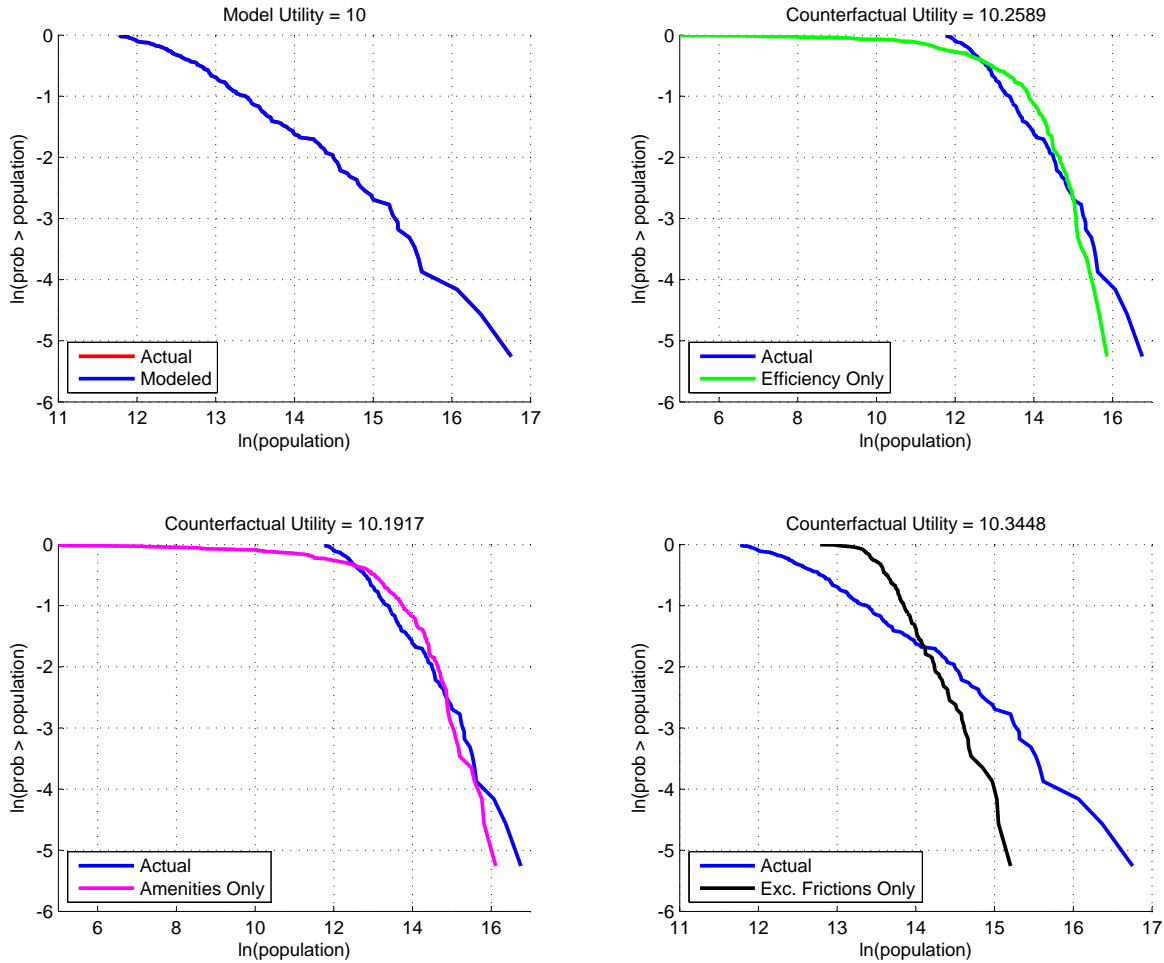 Model Utility = 10
0
-1
-2
-3
-4
-5
-6
ln(prob > population)
Actual
Modeled
11 12 13 14 15 16 17
ln(population)
Counterfactual Utility = 10.2589
0
-1
-2
-3
-4
-5
-6
ln(prob > population)
Actual
Efficiency Only
6 8 10 12 14 16
ln(population)
Counterfactual Utility = 10.1917
0
-1
-2
-3
-4
-5
-6
ln(prob > population)
Actual
Amenities Only
6 8 10 12 14 16
ln(population)
Counterfactual Utility = 10.3448
0
-1
-2
-3
-4
-5
-6
ln(prob > population)
Actual
Exc. Frictions Only
11 12 13 14 15 16 17
ln(population)